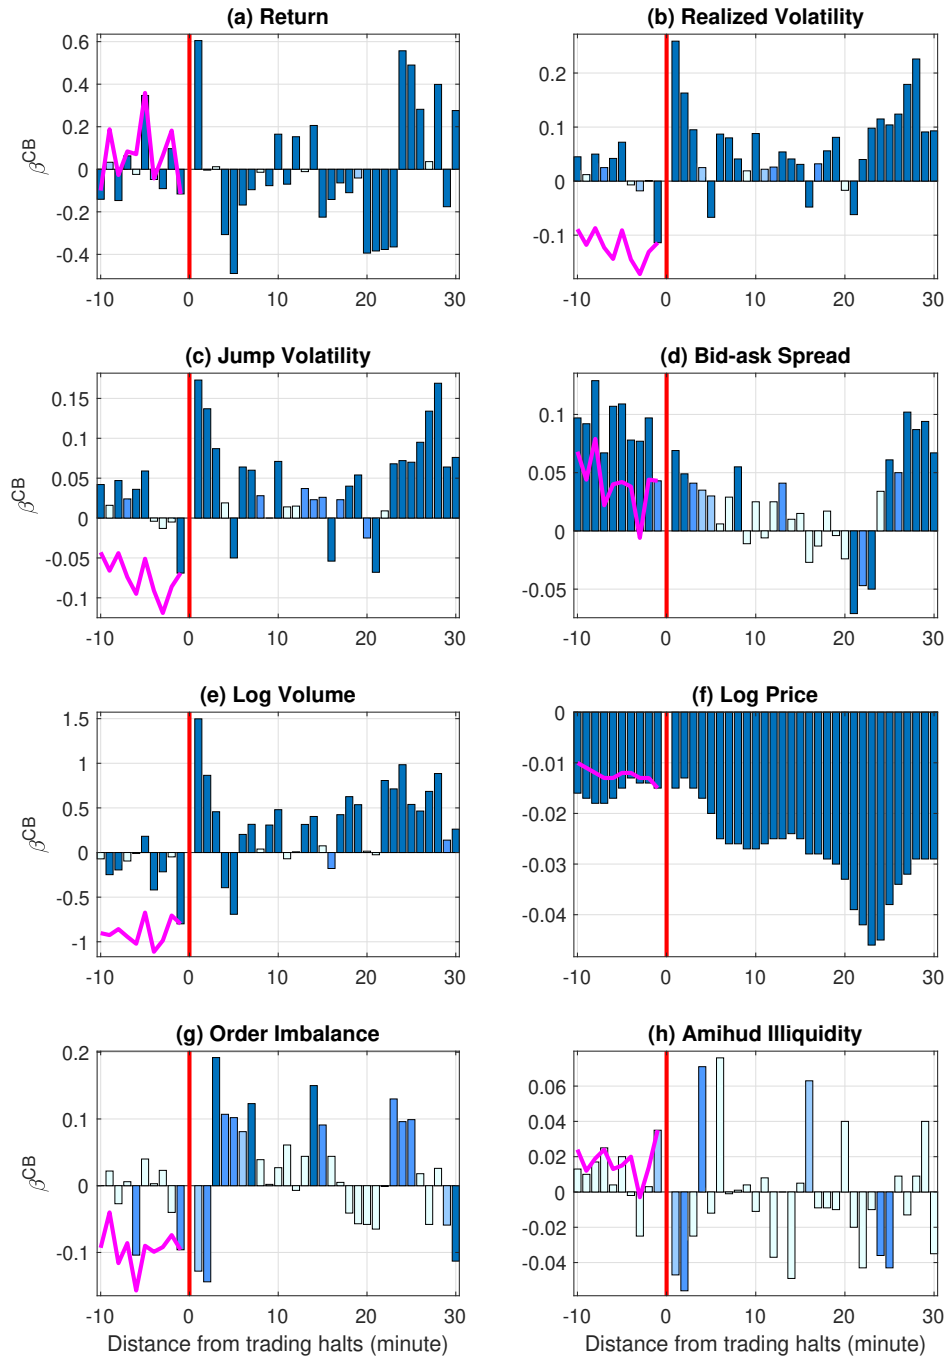 (a) Return
0.6
0.4
0.2
0
-0.2
-0.4
βCB
-10 0 10 20 30
(b) Realized Volatility
0.2
0.1
0
-0.1
-10 0 10 20 30
(c) Jump Volatility
0.15
0.1
0.05
0
-0.05
-0.1
βCB
-10 0 10 20 30
(d) Bid-ask Spread
0.1
0.05
0
-0.05
-10 0 10 20 30
(e) Log Volume
1.5
1
0.5
0
-0.5
-1
βCB
-10 0 10 20 30
(f) Log Price
0
-0.01
-0.02
-0.03
-0.04
-10 0 10 20 30
(g) Order Imbalance
0.2
0.1
0
-0.1
βCB
-10 0 10 20 30
Distance from trading halts (minute)
(h) Amihud Illiquidity
0.06
0.04
0.02
0
-0.02
-0.04
-10 0 10 20 30
Distance from trading halts (minute)